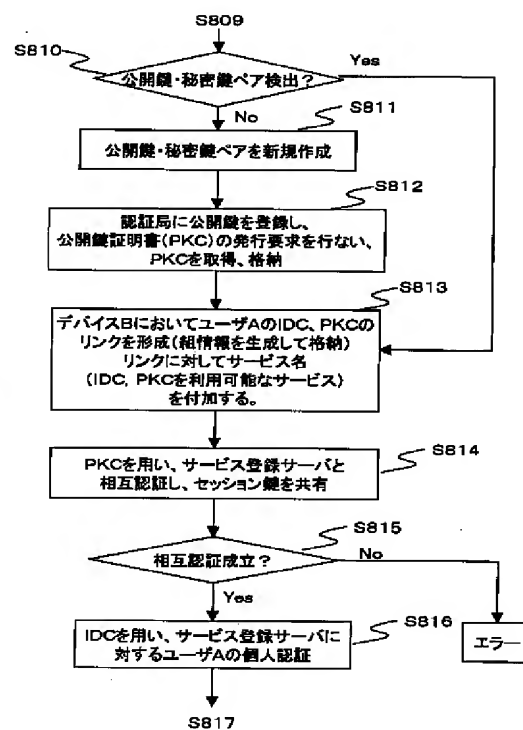 S809
S810
公開鍵・秘密鍵ペア検出?
Yes
No
S811
公開鍵・秘密鍵ペアを新規作成
S812
認証局に公開鍵を登録し、
公開鍵証明書(PKC)の発行要求を行ない、
PKCを取得、格納
S813
デバイスBにおいてユーザAのIDC、PKCの
リンクを形成(組情報を生成して格納)
リンクに対してサービス名
(IDC, PKCを利用可能なサービス)
を付加する。
S814
PKCを用い、サービス登録サーバと
相互認証し、セッション鍵を共有
S815
相互認証成立?
No
Yes
S816
IDCを用い、サービス登録サーバに
対するユーザAの個人認証
エラー
S817